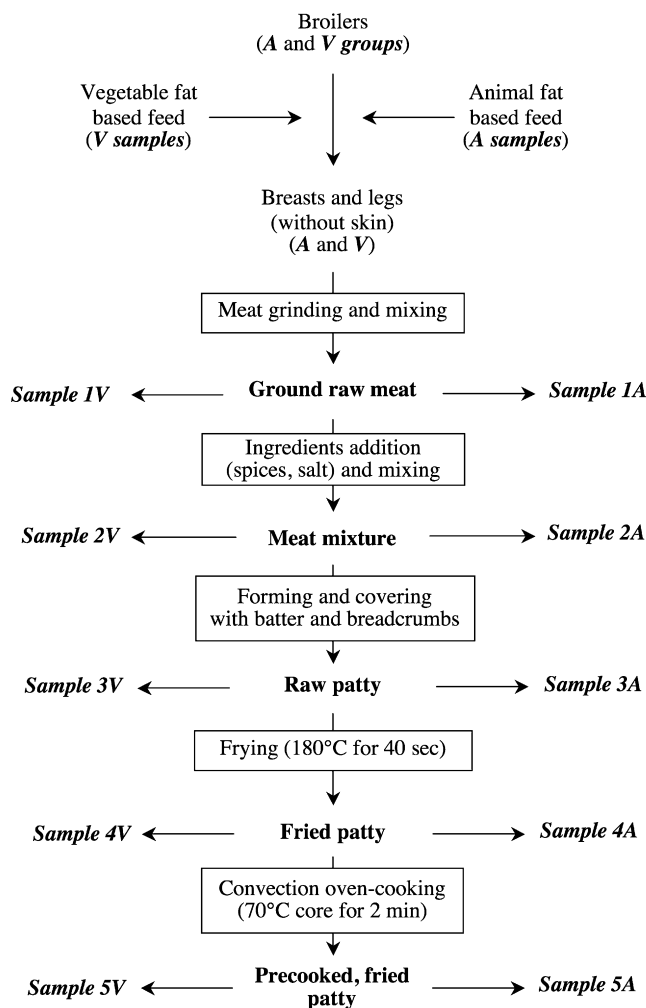 Broilers
(A and V groups)
Vegetable fat
based feed
(V samples)
Animal fat
based feed
(A samples)
Breasts and legs
(without skin)
(A and V)
Meat grinding and mixing
Sample 1V
Ground raw meat
Sample 1A
Ingredients addition
(spices, salt) and mixing
Sample 2V
Meat mixture
Sample 2A
Forming and covering
with batter and breadcrumbs
Sample 3V
Raw patty
Sample 3A
Frying (180°C for 40 sec)
Sample 4V
Fried patty
Sample 4A
Convection oven-cooking
(70°C core for 2 min)
Sample 5V
Precooked, fried
patty
Sample 5A